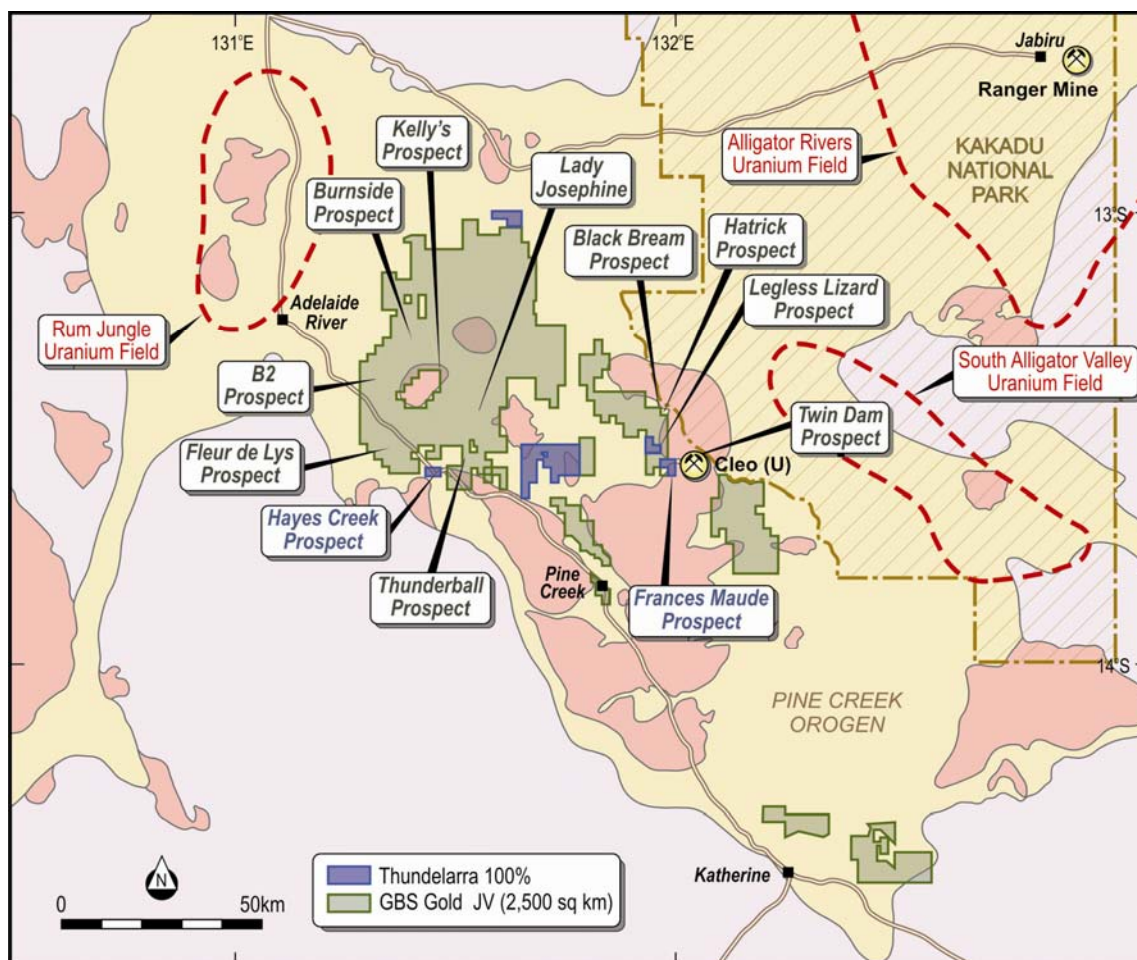 131°E
132°E
Jabiru
Ranger Mine
Kelly's
Prospect
Alligator Rivers
Uranium Field
KAKADU
NATIONAL
PARK
Lady
Josephine
Burnside
Prospect
13°S
Hatrick
Prospect
Black Bream
Prospect
Legless Lizard
Prospect
Adelaide
River
Rum Jungle
Uranium Field
South Alligator Valley
Uranium Field
B2
Prospect
Twin Dam
Prospect
Fleur de Lys
Prospect
Cleo (U)
Hayes Creek
Prospect
Thunderball
Prospect
Pine
Creek
Frances Maude
Prospect
14°S
PINE CREEK
OROGEN
N
0 50km
Thundelarra 100%
GBS Gold JV (2,500 sq km)
Katherine